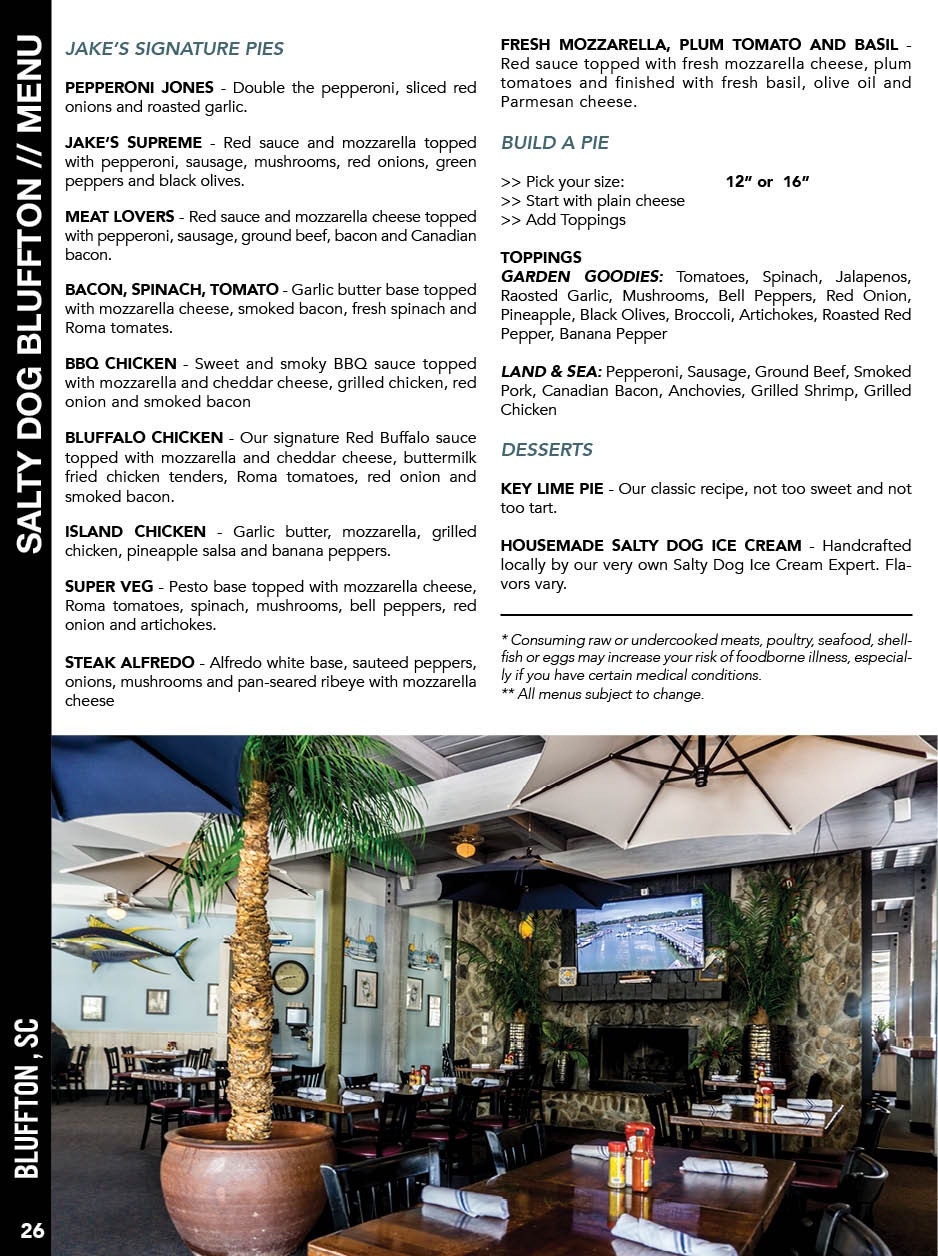 SALTY DOG BLUFFTON // MENU
JAKE’S SIGNATURE PIES
PEPPERONI JONES - Double the pepperoni, sliced red
onions and roasted garlic.
JAKE’S SUPREME - Red sauce and mozzarella topped
with pepperoni, sausage, mushrooms, red onions, green
peppers and black olives.
MEAT LOVERS - Red sauce and mozzarella cheese topped
with pepperoni, sausage, ground beef, bacon and Canadian
bacon.
BACON, SPINACH, TOMATO - Garlic butter base topped
with mozzarella cheese, smoked bacon, fresh spinach and
Roma tomates.
BBQ CHICKEN - Sweet and smoky BBQ sauce topped
with mozzarella and cheddar cheese, grilled chicken, red
onion and smoked bacon
BLUFFALO CHICKEN - Our signature Red Buffalo sauce
topped with mozzarella and cheddar cheese, buttermilk
fried chicken tenders, Roma tomatoes, red onion and
smoked bacon.
ISLAND CHICKEN - Garlic butter, mozzarella, grilled
chicken, pineapple salsa and banana peppers.
SUPER VEG - Pesto base topped with mozzarella cheese,
Roma tomatoes, spinach, mushrooms, bell peppers, red
onion and artichokes.
STEAK ALFREDO - Alfredo white base, sauteed peppers,
onions, mushrooms and pan-seared ribeye with mozzarella
cheese
FRESH MOZZARELLA, PLUM TOMATO AND BASIL -
Red sauce topped with fresh mozzarella cheese, plum
tomatoes and finished with fresh basil, olive oil and
Parmesan cheese.
BUILD A PIE
>> Pick your size: 12” or 16”
>> Start with plain cheese
>> Add Toppings
TOPPINGS
GARDEN GOODIES: Tomatoes, Spinach, Jalapenos,
Raosted Garlic, Mushrooms, Bell Peppers, Red Onion,
Pineapple, Black Olives, Broccoli, Artichokes, Roasted Red
Pepper, Banana Pepper
LAND & SEA: Pepperoni, Sausage, Ground Beef, Smoked
Pork, Canadian Bacon, Anchovies, Grilled Shrimp, Grilled
Chicken
DESSERTS
KEY LIME PIE - Our classic recipe, not too sweet and not
too tart.
HOUSEMADE SALTY DOG ICE CREAM - Handcrafted
locally by our very own Salty Dog Ice Cream Expert. Fla-
vors vary.
* Consuming raw or undercooked meats, poultry, seafood, shell-
fish or eggs may increase your risk of foodborne illness, especial-
ly if you have certain medical conditions.
** All menus subject to change.
BLUFFTON, SC
26